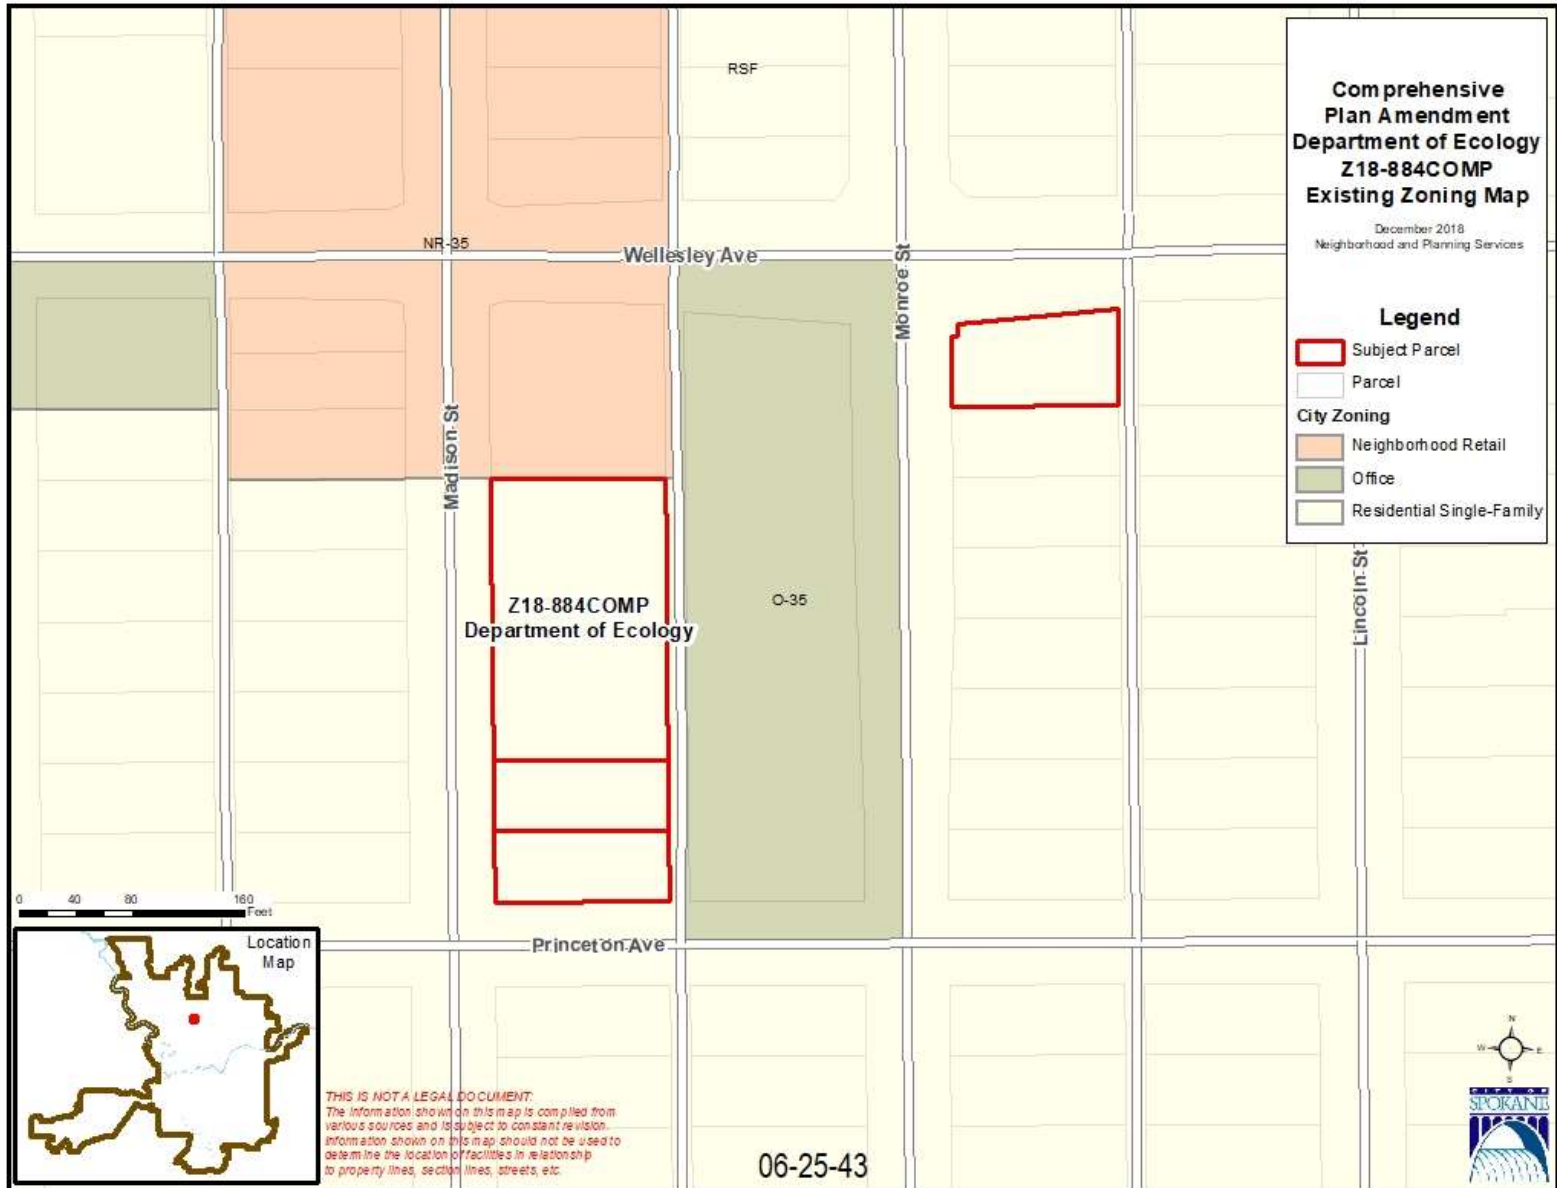 RSF
NR-35
Wellesley Ave
Monroe St
Madison St
Z18-884COMP
Department of Ecology
O-35
Lincoln St
Princeton Ave
Comprehensive
Plan Amendment
Department of Ecology
Z18-884COMP
Existing Zoning Map
December 2018
Neighborhood and Planning Services
Legend
Subject Parcel
Parcel
City Zoning
Neighborhood Retail
Office
Residential Single-Family
0 40 80 160
Feet
Location
Map
THIS IS NOT A LEGAL DOCUMENT:
The information shown on this map is compiled from
various sources and is subject to constant revision.
Information shown on this map should not be used to
determine the location of facilities in relationship
to property lines, section lines, streets, etc.
06-25-43
N
W E
S
CITY OF
SPOKANE